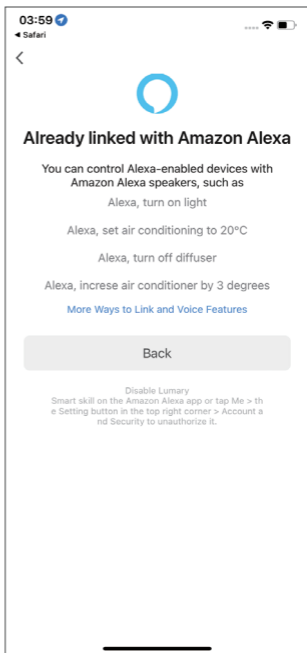 03:59
◀ Safari
Already linked with Amazon Alexa
You can control Alexa-enabled devices with
Amazon Alexa speakers, such as
Alexa, turn on light
Alexa, set air conditioning to 20°C
Alexa, turn off diffuser
Alexa, increse air conditioner by 3 degrees
More Ways to Link and Voice Features
Back
Disable Lumary
Smart skill on the Amazon Alexa app or tap Me > th
e Setting button in the top right corner > Account a
nd Security to unauthorize it.